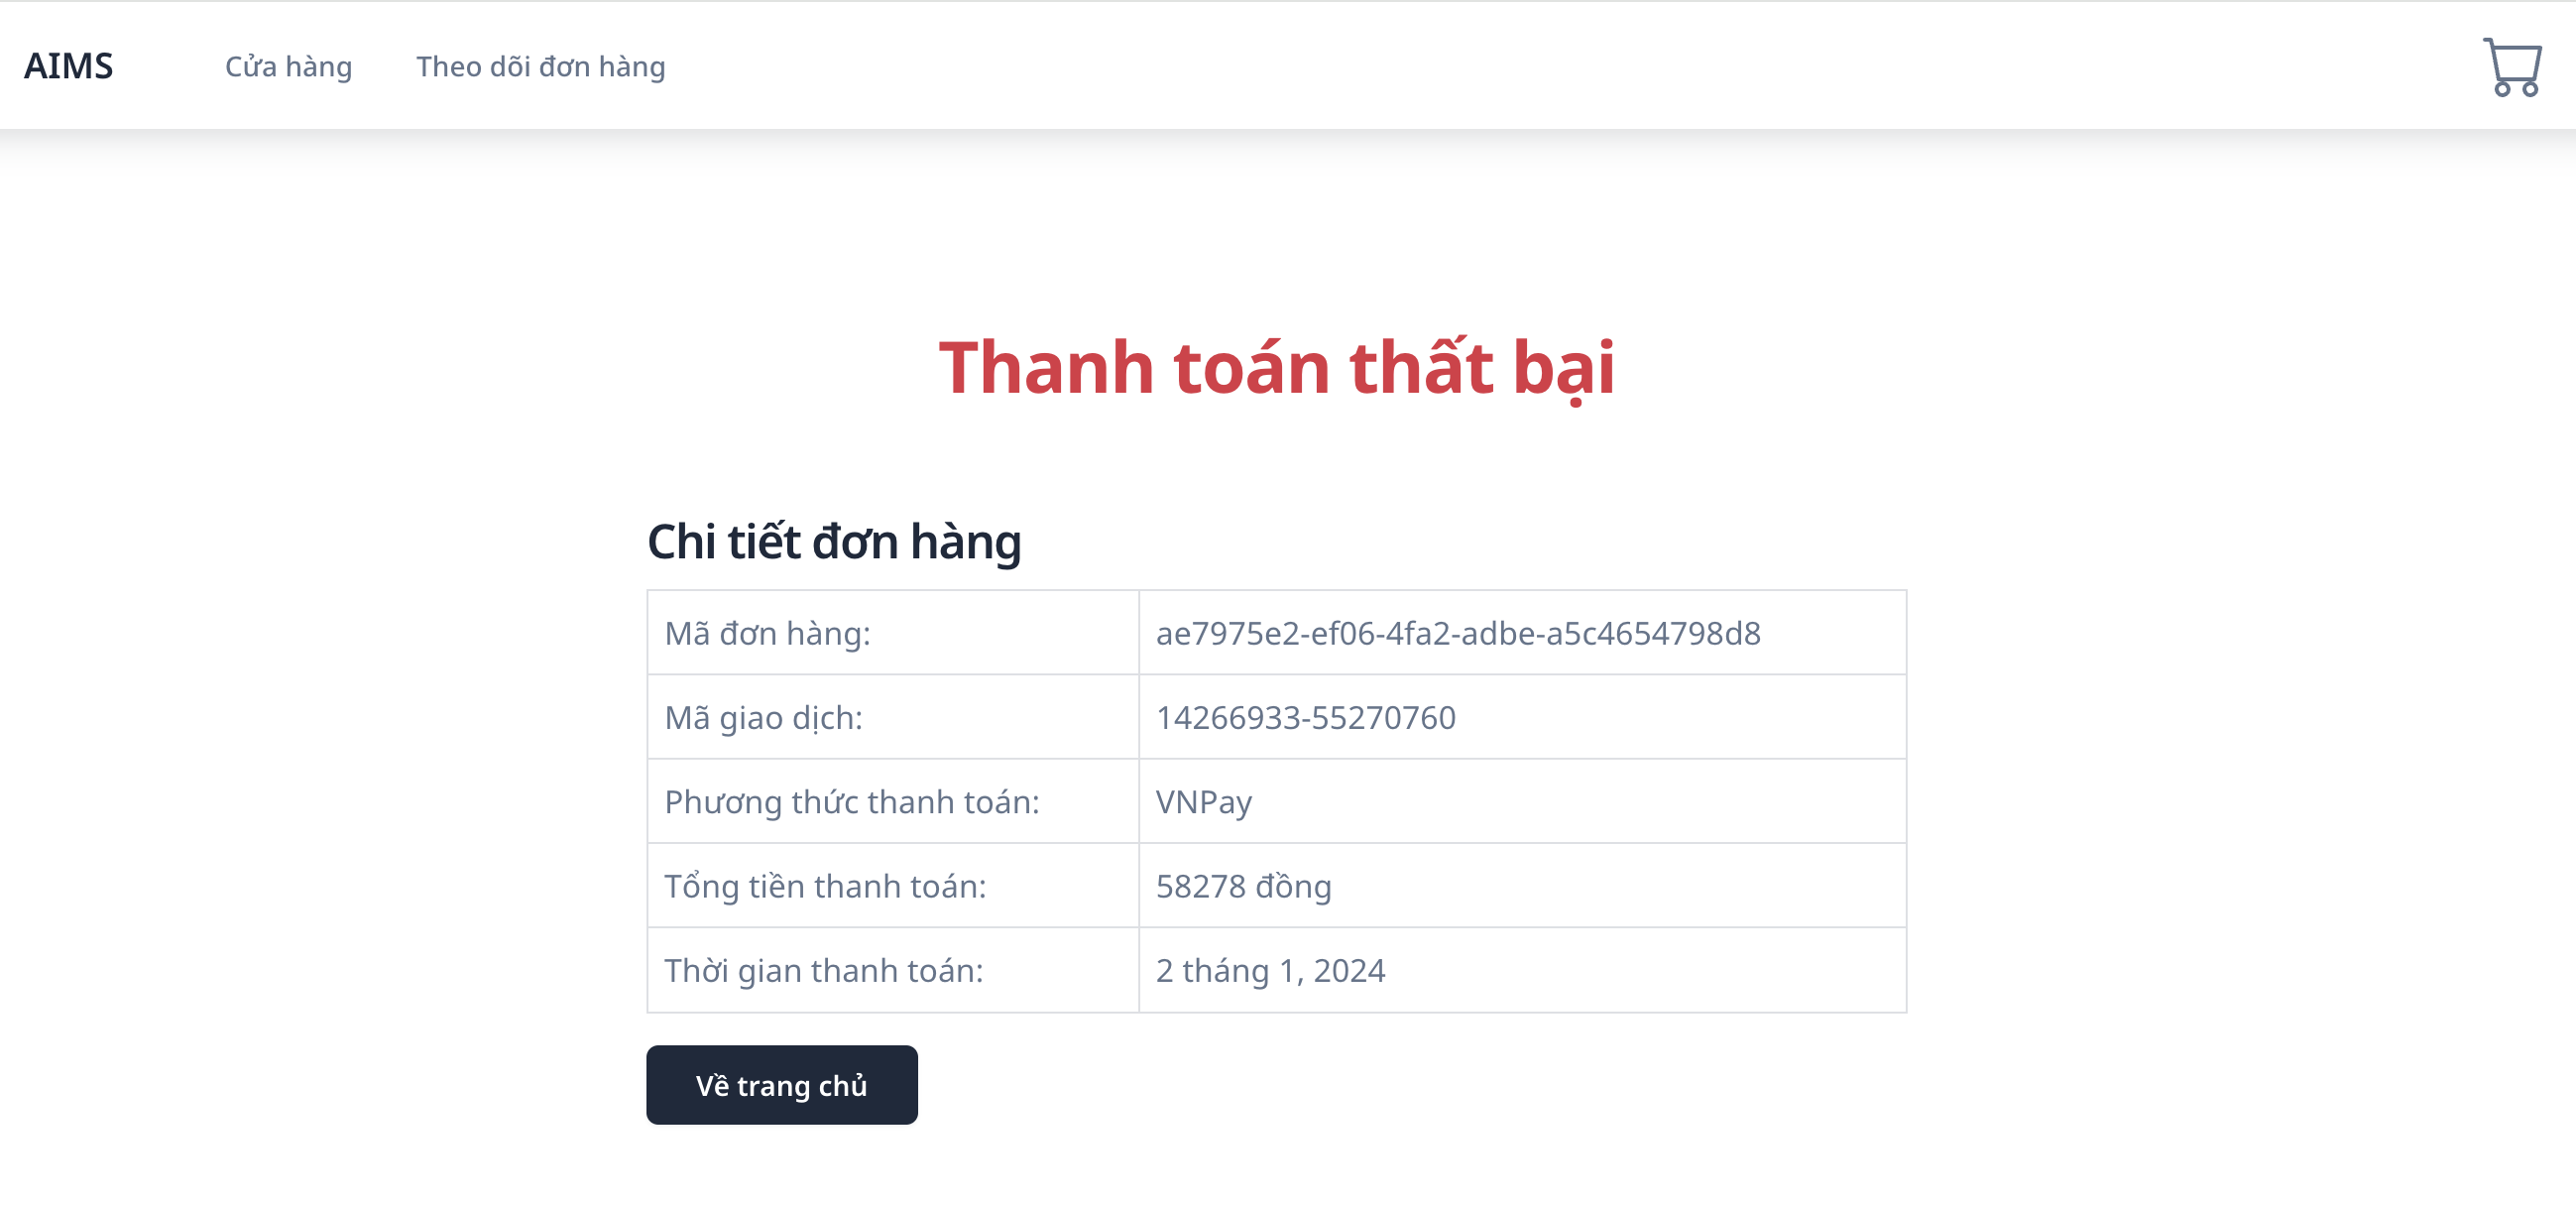 AIMS Cửa hàng Theo dõi đơn hàng
Thanh toán thất bại
Chi tiết đơn hàng
Mã đơn hàng: ae7975e2-ef06-4fa2-adbe-a5c4654798d8
Mã giao dịch: 14266933-55270760
Phương thức thanh toán: VNPay
Tổng tiền thanh toán: 58278 đồng
Thời gian thanh toán: 2 tháng 1, 2024
Về trang chủ